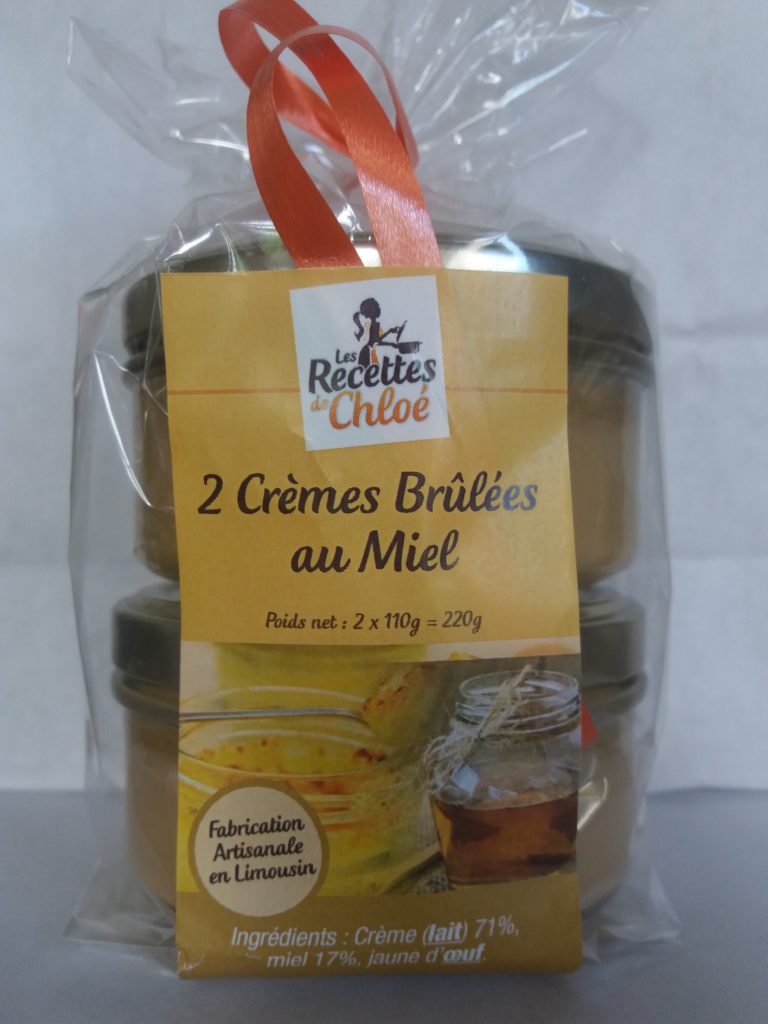 Les
Recettes
de Chloé
2 Crèmes Brûlées
au Miel
Poids net : 2 x 110g = 220g
Fabrication
Artisanale
en Limousin
Ingrédients : Crème (lait) 71%,
miel 17%, jaune d'œuf.